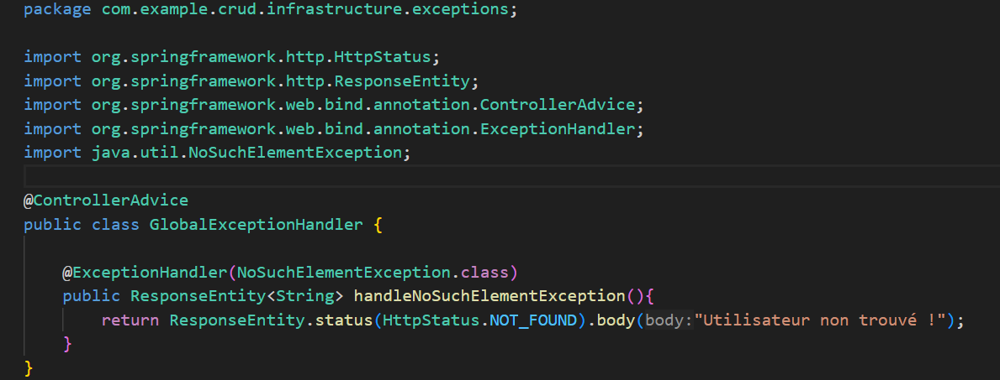 package com.example.crud.infrastructure.exceptions;
import org.springframework.http.HttpStatus;
import org.springframework.http.ResponseEntity;
import org.springframework.web.bind.annotation.ControllerAdvice;
import org.springframework.web.bind.annotation.ExceptionHandler;
import java.util.NoSuchElementException;
@ControllerAdvice
public class GlobalExceptionHandler {
@ExceptionHandler(NoSuchElementException.class)
public ResponseEntity<String> handleNoSuchElementException(){
return ResponseEntity.status(HttpStatus.NOT_FOUND).body(body:"Utilisateur non trouvé !");
}
}